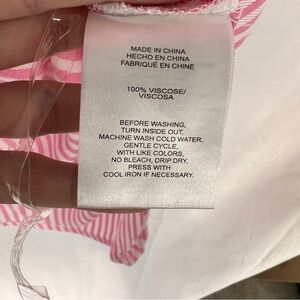 MADE IN CHINA
HECHO EN CHINA
FABRIQUÉ EN CHINE
100% VISCOSE/
VISCOSA
BEFORE WASHING,
TURN INSIDE OUT,
MACHINE WASH COLD WATER,
GENTLE CYCLE,
WITH LIKE COLORS,
NO BLEACH, DRIP DRY,
PRESS WITH
COOL IRON IF NECESSARY.